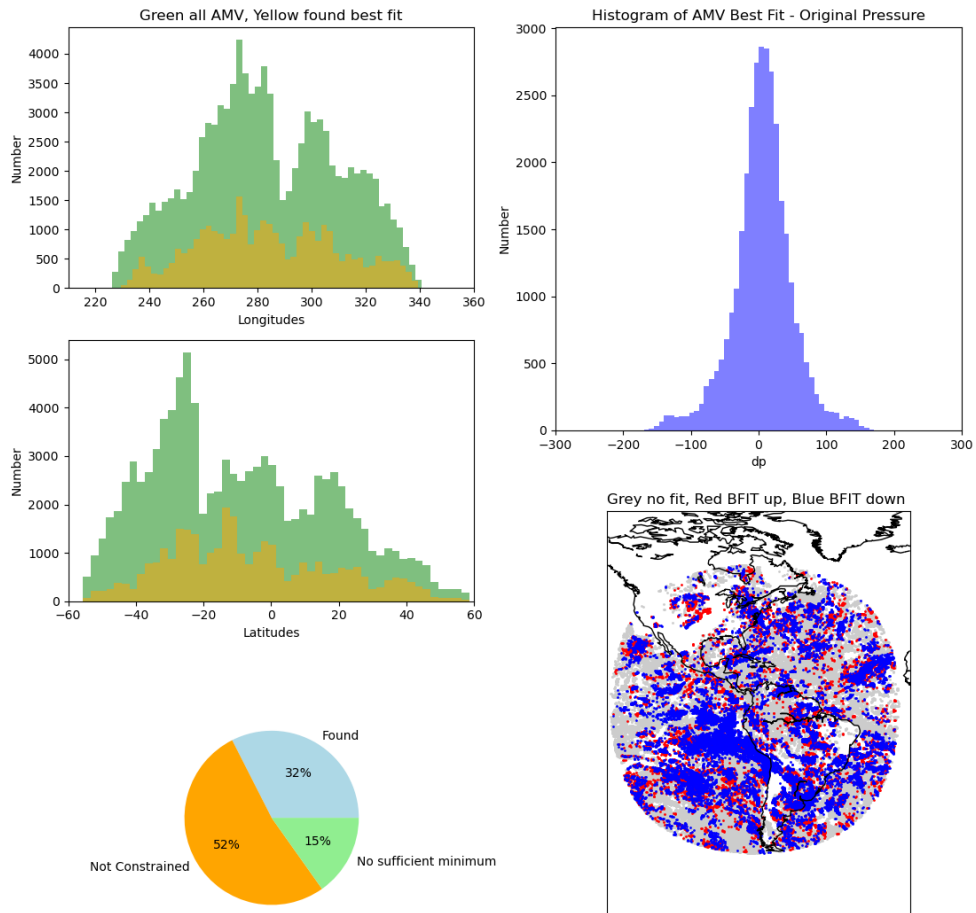 Green all AMV, Yellow found best fit
4000
3500
3000
2500
2000
1500
1000
500
0
Number
220 240 260 280 300 320 340 360
Longitudes
5000
4000
3000
2000
1000
0
Number
−60 −40 −20 0 20 40 60
Latitudes
Found
32%
52%
15%
Not Constrained
No sufficient minimum
Histogram of AMV Best Fit - Original Pressure
3000
2500
2000
1500
1000
500
0
Number
−300 −200 −100 0 100 200 300
dp
Grey no fit, Red BFIT up, Blue BFIT down